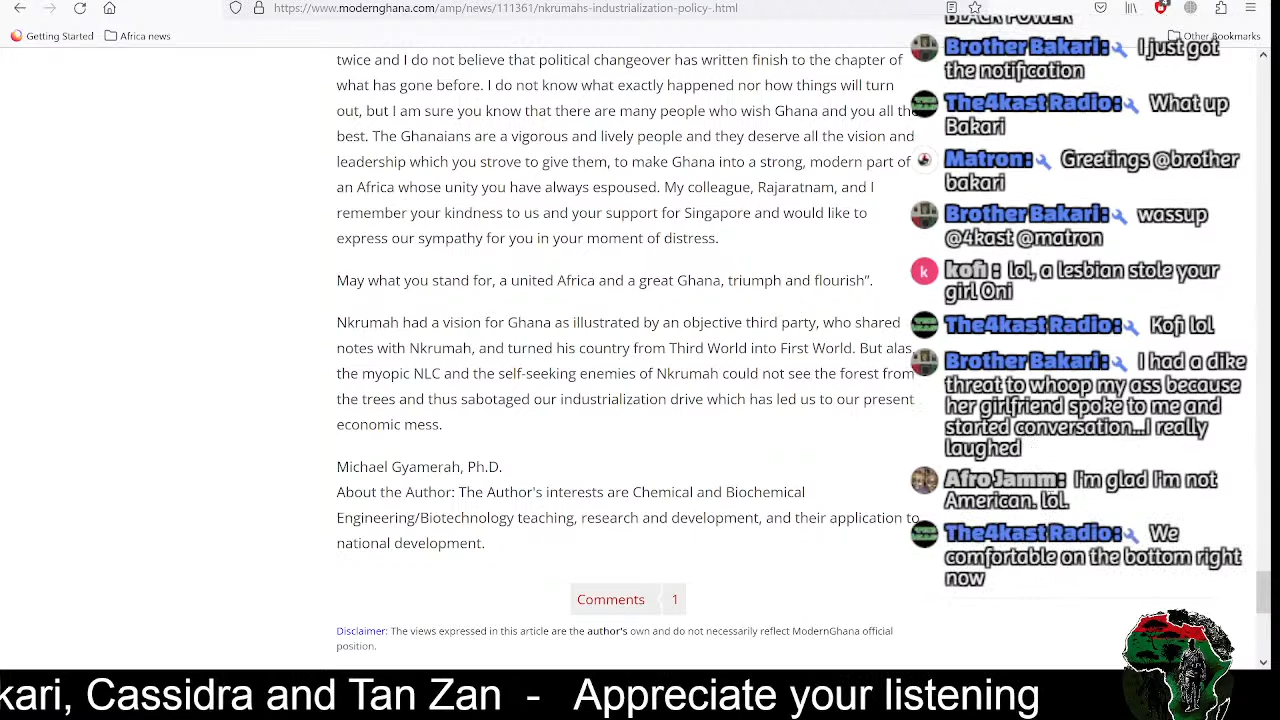 https://www.modernghana.com/amp/news/111361/nkrumahs-industrialization-policy-.html
Getting Started
Africa news
Other Bookmarks
twice and I do not believe that political changeover has written finish to the chapter of
what has gone before. I do not know what exactly happened nor how things will turn
out, but I am sure you know that there are many people who wish Ghana and you all the
best. The Ghanaians are a vigorous and lively people and they deserve all the vision and
leadership which you strove to give them, to make Ghana into a strong, modern part of
an Africa whose unity you have always espoused. My colleague, Rajaratnam, and I
remember your kindness to us and your support for Singapore and would like to
express our sympathy for you in your moment of distress.
May what you stand for, a united Africa and a great Ghana, triumph and flourish”.
Nkrumah had a vision for Ghana as illustrated by an objective third party, who shared
notes with Nkrumah, and turned his country from Third World into First World. But alas
the myopic NLC and the self-seeking enemies of Nkrumah could not see the forest from
the trees and thus sabotaged our industrialization drive which has led us to our present
economic mess.
Michael Gyamerah, Ph.D.
About the Author: The Author's interests are Chemical and Biochemical
Engineering/Biotechnology teaching, research and development, and their application to
national development.
Comments 1
Disclaimer: The views expressed in this article are the author's own and do not necessarily reflect ModernGhana official
position.
BLACK POWER
Brother Bakari: I just got
the notification
The4kast Radio: What up
Bakari
Matron: Greetings @brother
bakari
Brother Bakari: wassup
@4kast @matron
k
kofi : lol, a lesbian stole your
girl Oni
The4kast Radio: Kofi lol
Brother Bakari: I had a dike
threat to whoop my ass because
her girlfriend spoke to me and
started conversation...I really
laughed
Afro Jamm: I'm glad I'm not
American. lol.
The4kast Radio: We
comfortable on the bottom right
now
kari, Cassidra and Tan Zan - Appreciate your listening